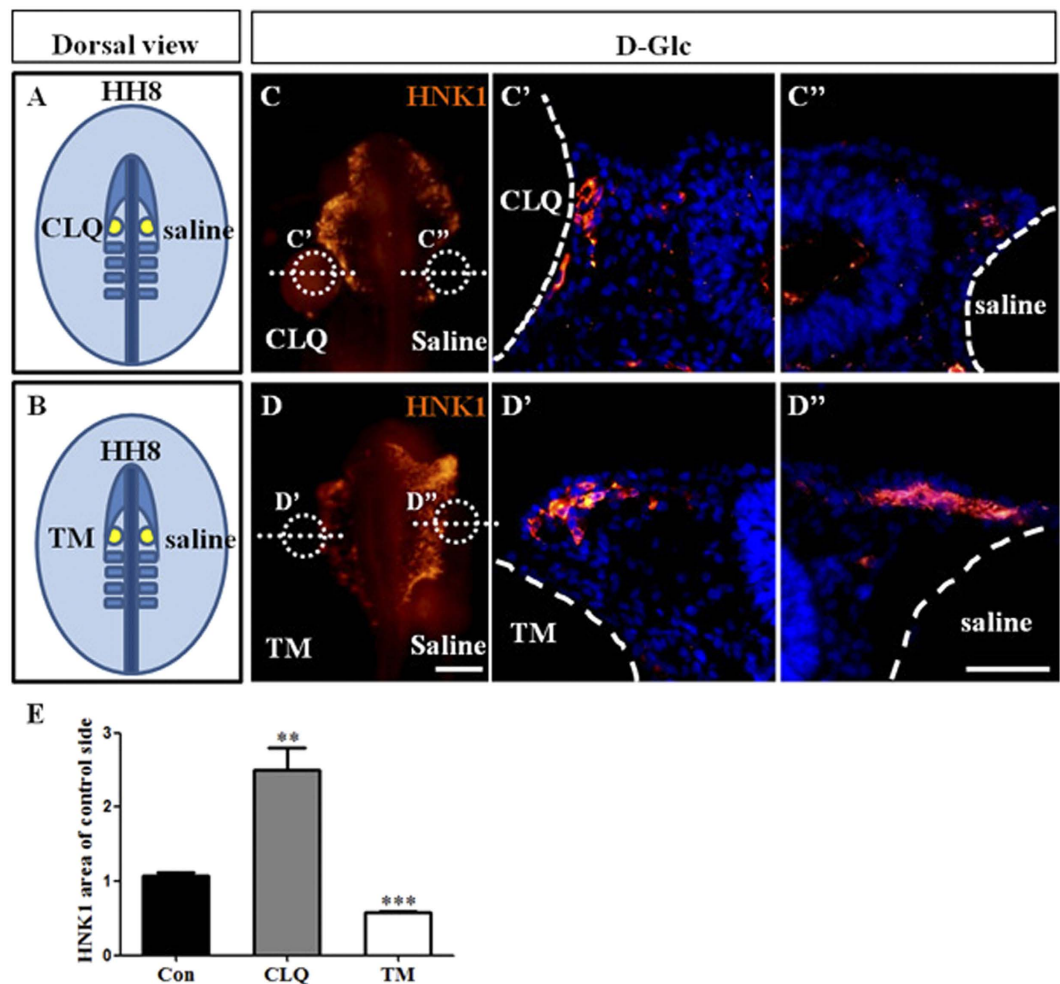 Dorsal view
D-Glc
A
HH8
CLQ
saline
C
HNK1
C'
C"
CLQ
Saline
C'
CLQ
C"
saline
B
HH8
TM
saline
D
HNK1
D'
D"
TM
Saline
D'
TM
D"
saline
E
HNK1 area of control side
3
2
1
0
**
***
Con
CLQ
TM